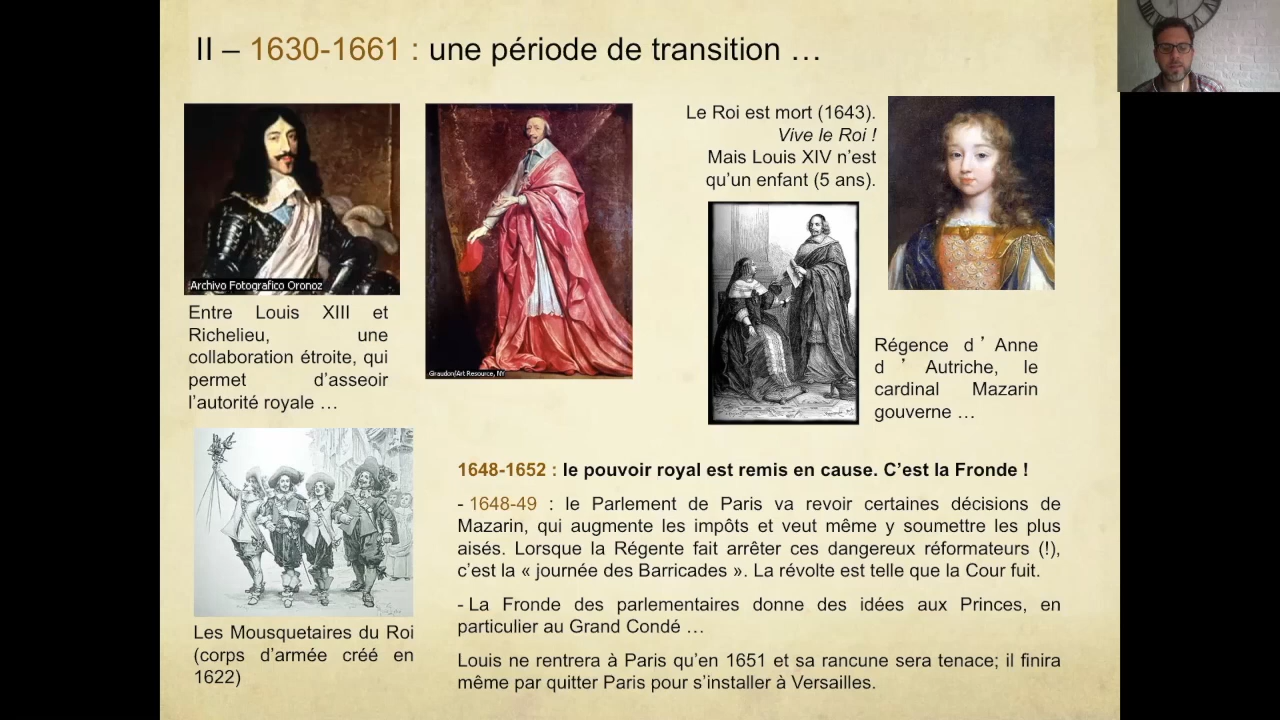 II – 1630-1661 : une période de transition …
Archivo Fotografico Oronoz
Entre Louis XIII et
Richelieu, une
collaboration étroite, qui
permet d’asseoir
l’autorité royale …
Giraudon/Art Resource, NY
Le Roi est mort (1643).
Vive le Roi !
Mais Louis XIV n’est
qu’un enfant (5 ans).
Régence d ’ Anne
d ’ Autriche, le
cardinal Mazarin
gouverne …
Les Mousquetaires du Roi
(corps d’armée créé en
1622)
1648-1652 : le pouvoir royal est remis en cause. C’est la Fronde !
- 1648-49 : le Parlement de Paris va revoir certaines décisions de
Mazarin, qui augmente les impôts et veut même y soumettre les plus
aisés. Lorsque la Régente fait arrêter ces dangereux réformateurs (!),
c’est la « journée des Barricades ». La révolte est telle que la Cour fuit.
- La Fronde des parlementaires donne des idées aux Princes, en
particulier au Grand Condé …
Louis ne rentrera à Paris qu’en 1651 et sa rancune sera tenace; il finira
même par quitter Paris pour s’installer à Versailles.